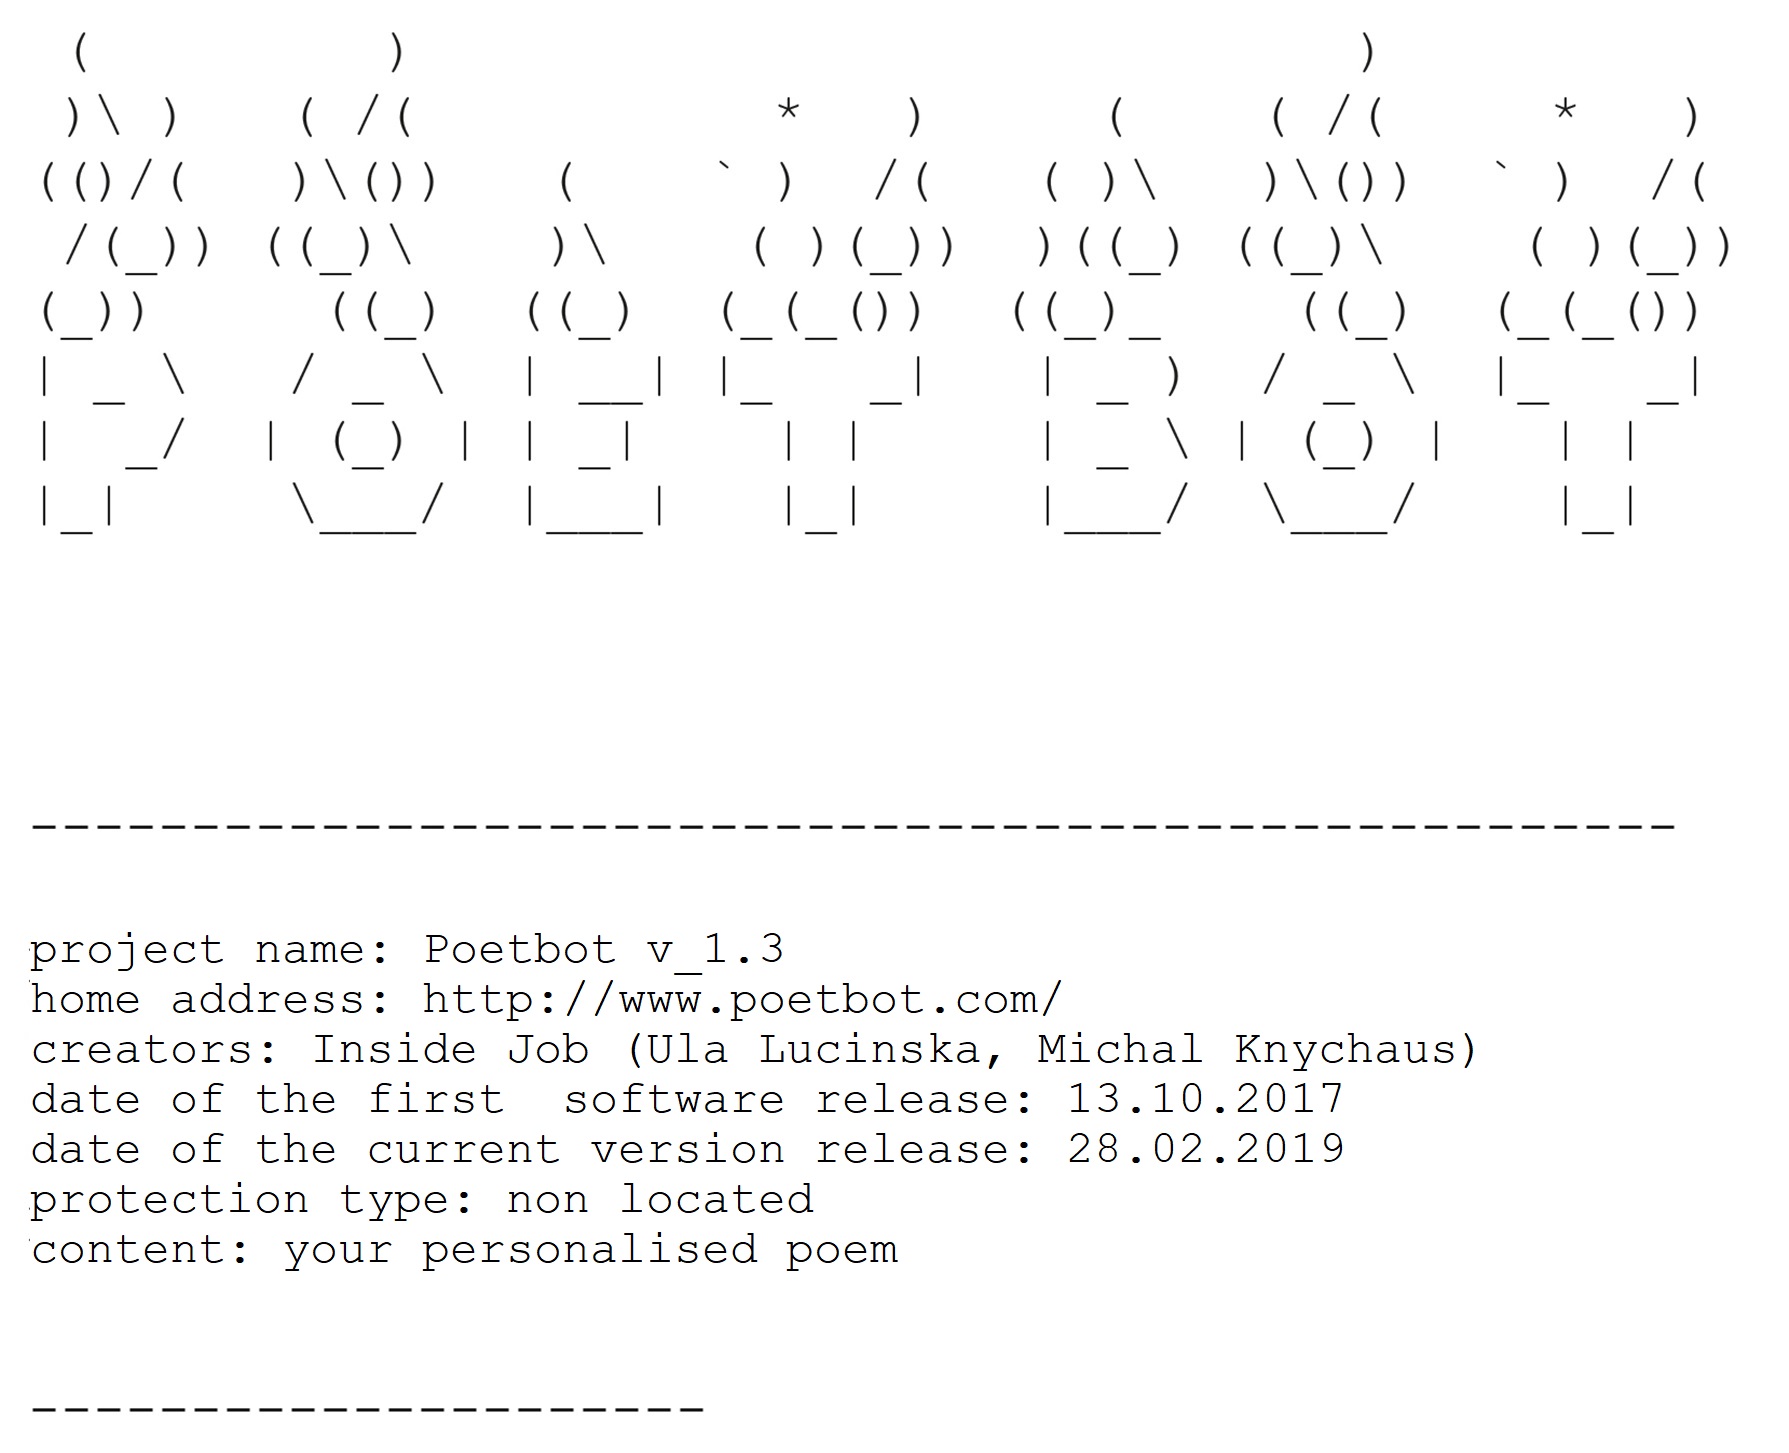 (         )                              )
 )\ )    ( /(           *   )      (    ( /(     *   )
(()/(   )\())   (    ` )  /(   ( )\   )\())  ` )  /(
 /(_)) ((_)\    )\    ( )(_))  )((_) ((_)\    ( )(_))
(_))     ((_)  ((_)  (_(_())  ((_)_    ((_)  (_(_())
| _ \   / _ \  | __| |_   _|   | _ )  / _ \  |_   _|
|  _/  | (_) | | _|    | |     | _ \ | (_) |   | |
|_|     \___/  |___|   |_|     |___/  \___/    |_|
---------------------------------------------------
project name: Poetbot v_1.3
home address: http://www.poetbot.com/
creators: Inside Job (Ula Lucinska, Michal Knychaus)
date of the first  software release: 13.10.2017
date of the current version release: 28.02.2019
protection type: non located
content: your personalised poem
---------------------